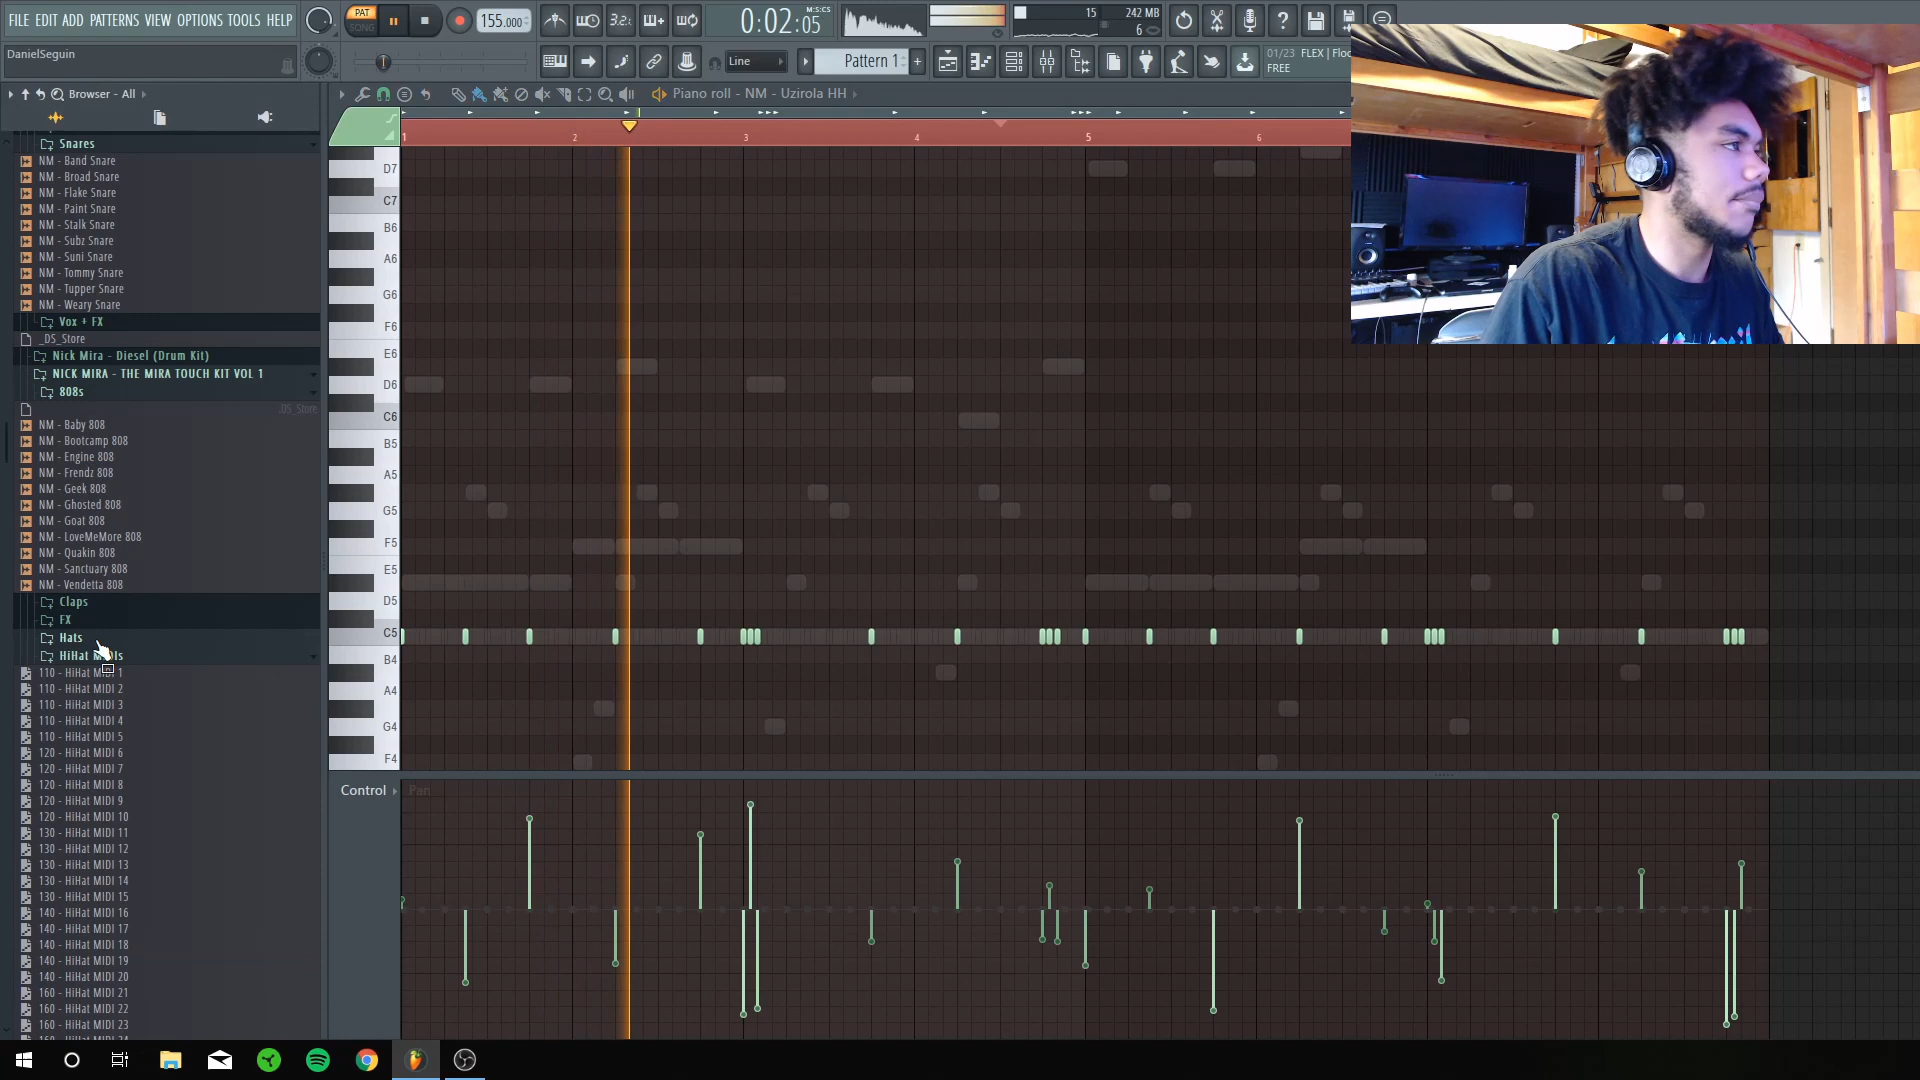 FILE EDIT ADD PATTERNS VIEW OPTIONS TOOLS HELP
PAT
SONG
155.000
3.2.
0:02:05
M:S:CS
15
242 MB
6
DanielSeguin
Line
Pattern 1
01/23 FLEX | Floc
FREE
Browser - All
Piano roll - NM - Uzirola HH
Snares
NM - Band Snare
NM - Broad Snare
NM - Flake Snare
NM - Paint Snare
NM - Stalk Snare
NM - Subz Snare
NM - Suni Snare
NM - Tommy Snare
NM - Tupper Snare
NM - Weary Snare
Vox + FX
_DS_Store
Nick Mira - Diesel (Drum Kit)
NICK MIRA - THE MIRA TOUCH KIT VOL 1
808s
.DS_Store
NM - Baby 808
NM - Bootcamp 808
NM - Engine 808
NM - Frendz 808
NM - Geek 808
NM - Ghosted 808
NM - Goat 808
NM - LoveMeMore 808
NM - Quakin 808
NM - Sanctuary 808
NM - Vendetta 808
Claps
FX
Hats
HiHat MIDIs
110 - HiHat MIDI 1
110 - HiHat MIDI 2
110 - HiHat MIDI 3
110 - HiHat MIDI 4
110 - HiHat MIDI 5
120 - HiHat MIDI 6
120 - HiHat MIDI 7
120 - HiHat MIDI 8
120 - HiHat MIDI 9
120 - HiHat MIDI 10
130 - HiHat MIDI 11
130 - HiHat MIDI 12
130 - HiHat MIDI 13
130 - HiHat MIDI 14
130 - HiHat MIDI 15
140 - HiHat MIDI 16
140 - HiHat MIDI 17
140 - HiHat MIDI 18
140 - HiHat MIDI 19
140 - HiHat MIDI 20
160 - HiHat MIDI 21
160 - HiHat MIDI 22
160 - HiHat MIDI 23
1 2 3 4 5 6
D7
C7
B6
A6
G6
F6
E6
D6
C6
B5
A5
G5
F5
E5
D5
C5
B4
A4
G4
F4
Control
Pan